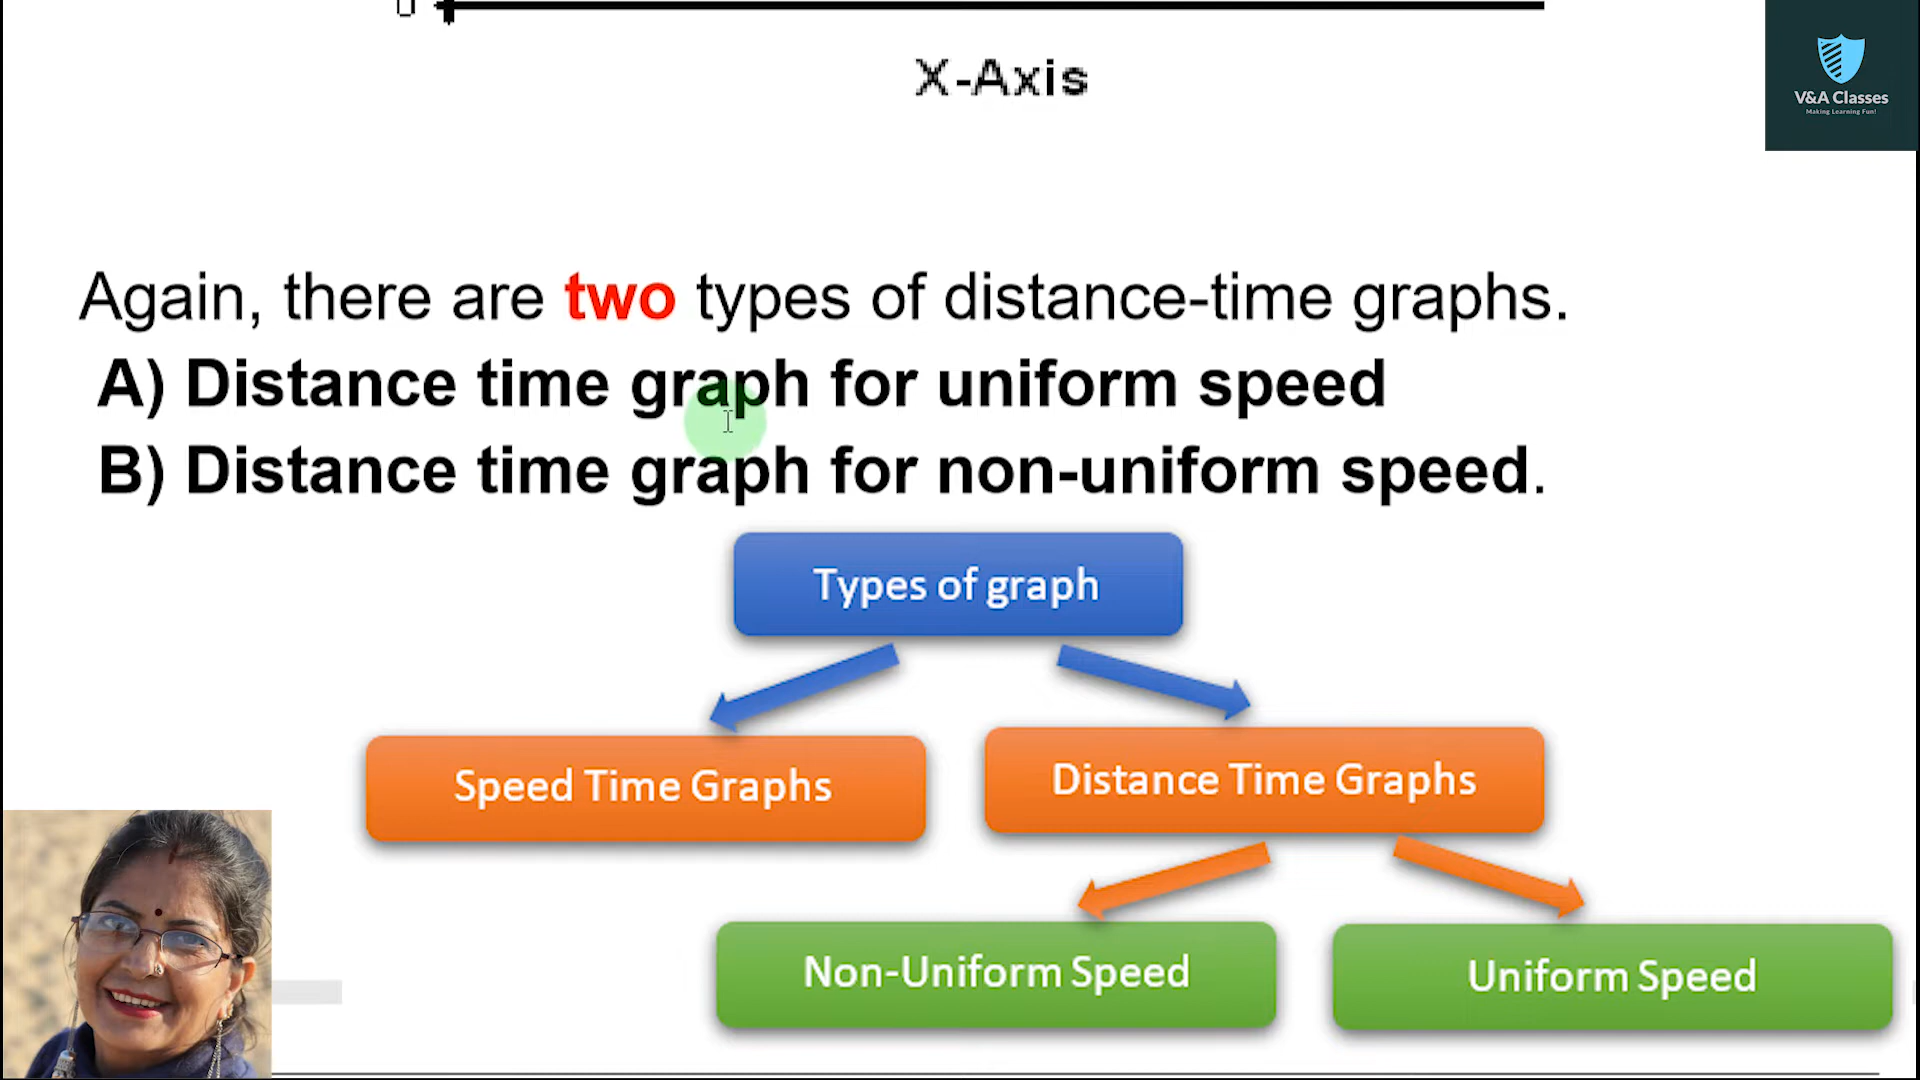 0
X-Axis
V&A Classes
Making Learning Fun!
Again, there are two types of distance-time graphs.
A) Distance time graph for uniform speed
B) Distance time graph for non-uniform speed.
Types of graph
Speed Time Graphs
Distance Time Graphs
Non-Uniform Speed
Uniform Speed